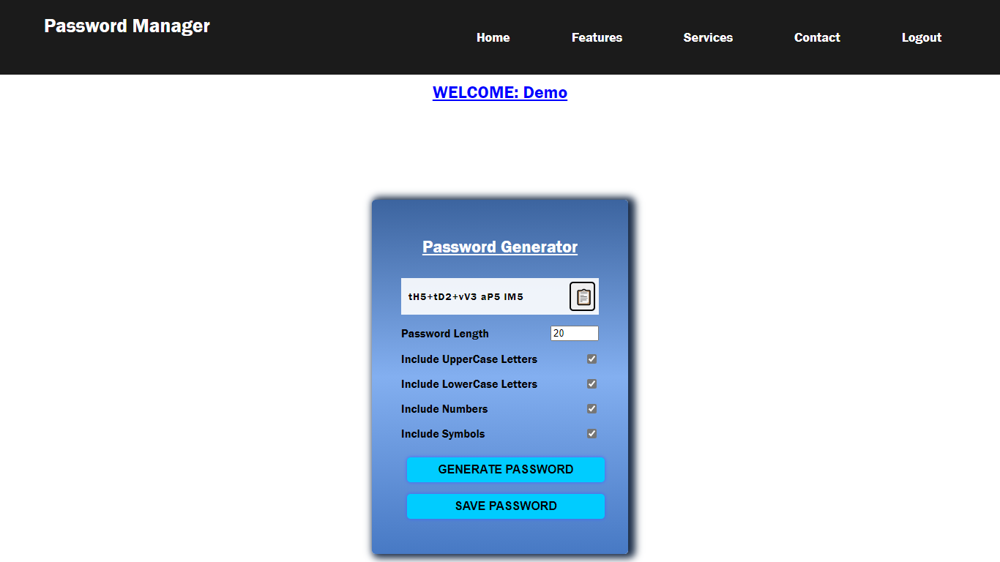 Password Manager
Home Features Services Contact Logout
WELCOME: Demo
Password Generator
tH5+tD2+vV3 aP5 lM5
Password Length 20
Include UpperCase Letters
Include LowerCase Letters
Include Numbers
Include Symbols
GENERATE PASSWORD
SAVE PASSWORD